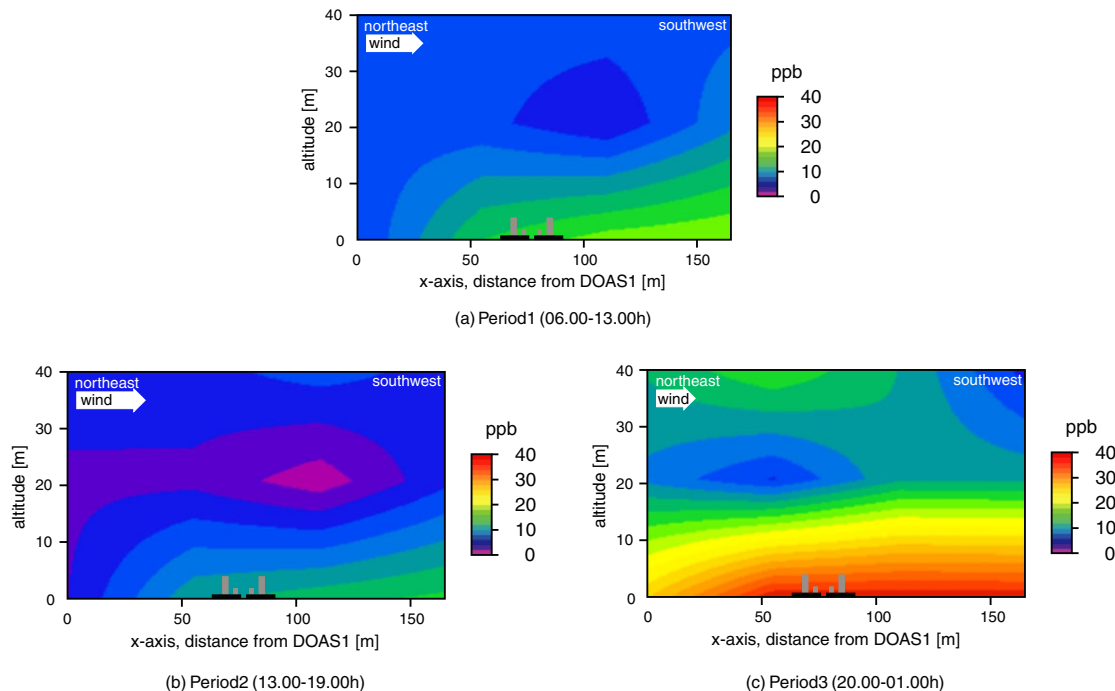 northeast southwest
wind
40
30
20
10
0
altitude [m]
0 50 100 150
x-axis, distance from DOAS1 [m]
ppb
40
30
20
10
0
(a) Period1 (06.00-13.00h)
northeast southwest
wind
40
30
20
10
0
altitude [m]
0 50 100 150
x-axis, distance from DOAS1 [m]
ppb
40
30
20
10
0
(b) Period2 (13.00-19.00h)
northeast southwest
wind
40
30
20
10
0
altitude [m]
0 50 100 150
x-axis, distance from DOAS1 [m]
ppb
40
30
20
10
0
(c) Period3 (20.00-01.00h)